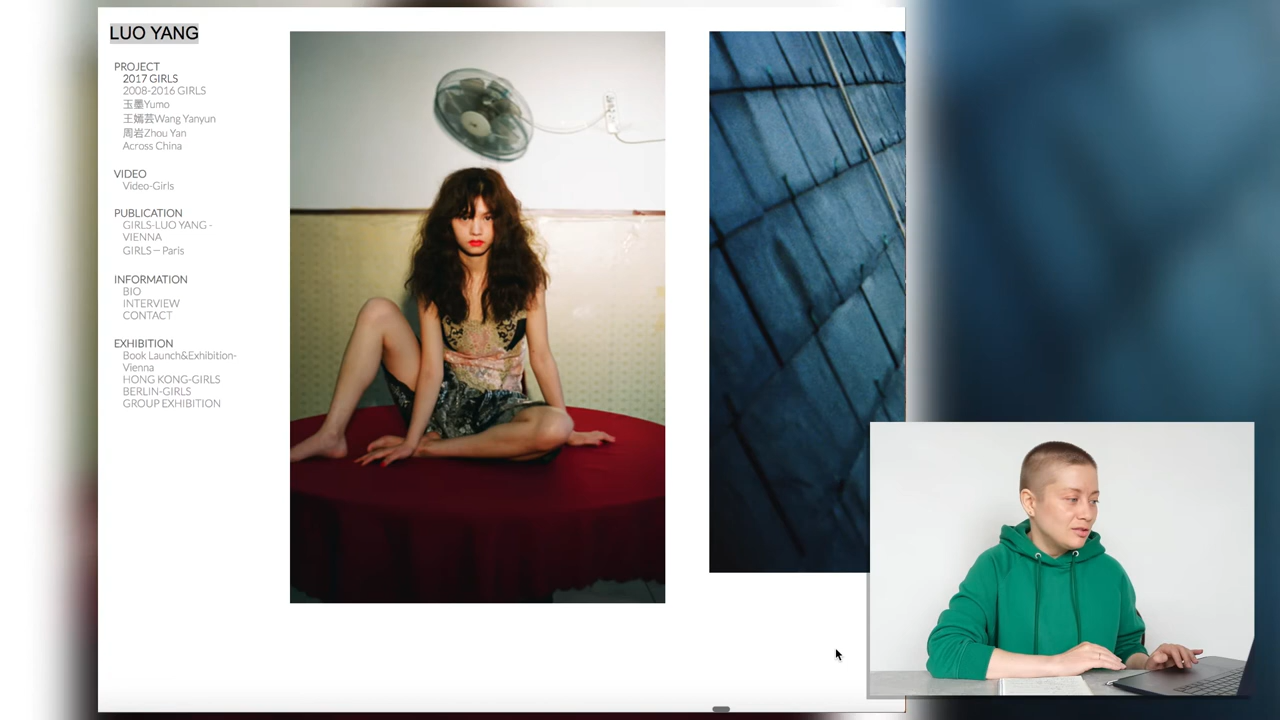 LUO YANG
PROJECT
2017 GIRLS
2008-2016 GIRLS
玉墨Yumo
王嫣芸Wang Yanyun
周岩Zhou Yan
Across China
VIDEO
Video-Girls
PUBLICATION
GIRLS-LUO YANG -
VIENNA
GIRLS — Paris
INFORMATION
BIO
INTERVIEW
CONTACT
EXHIBITION
Book Launch&Exhibition-
Vienna
HONG KONG-GIRLS
BERLIN-GIRLS
GROUP EXHIBITION